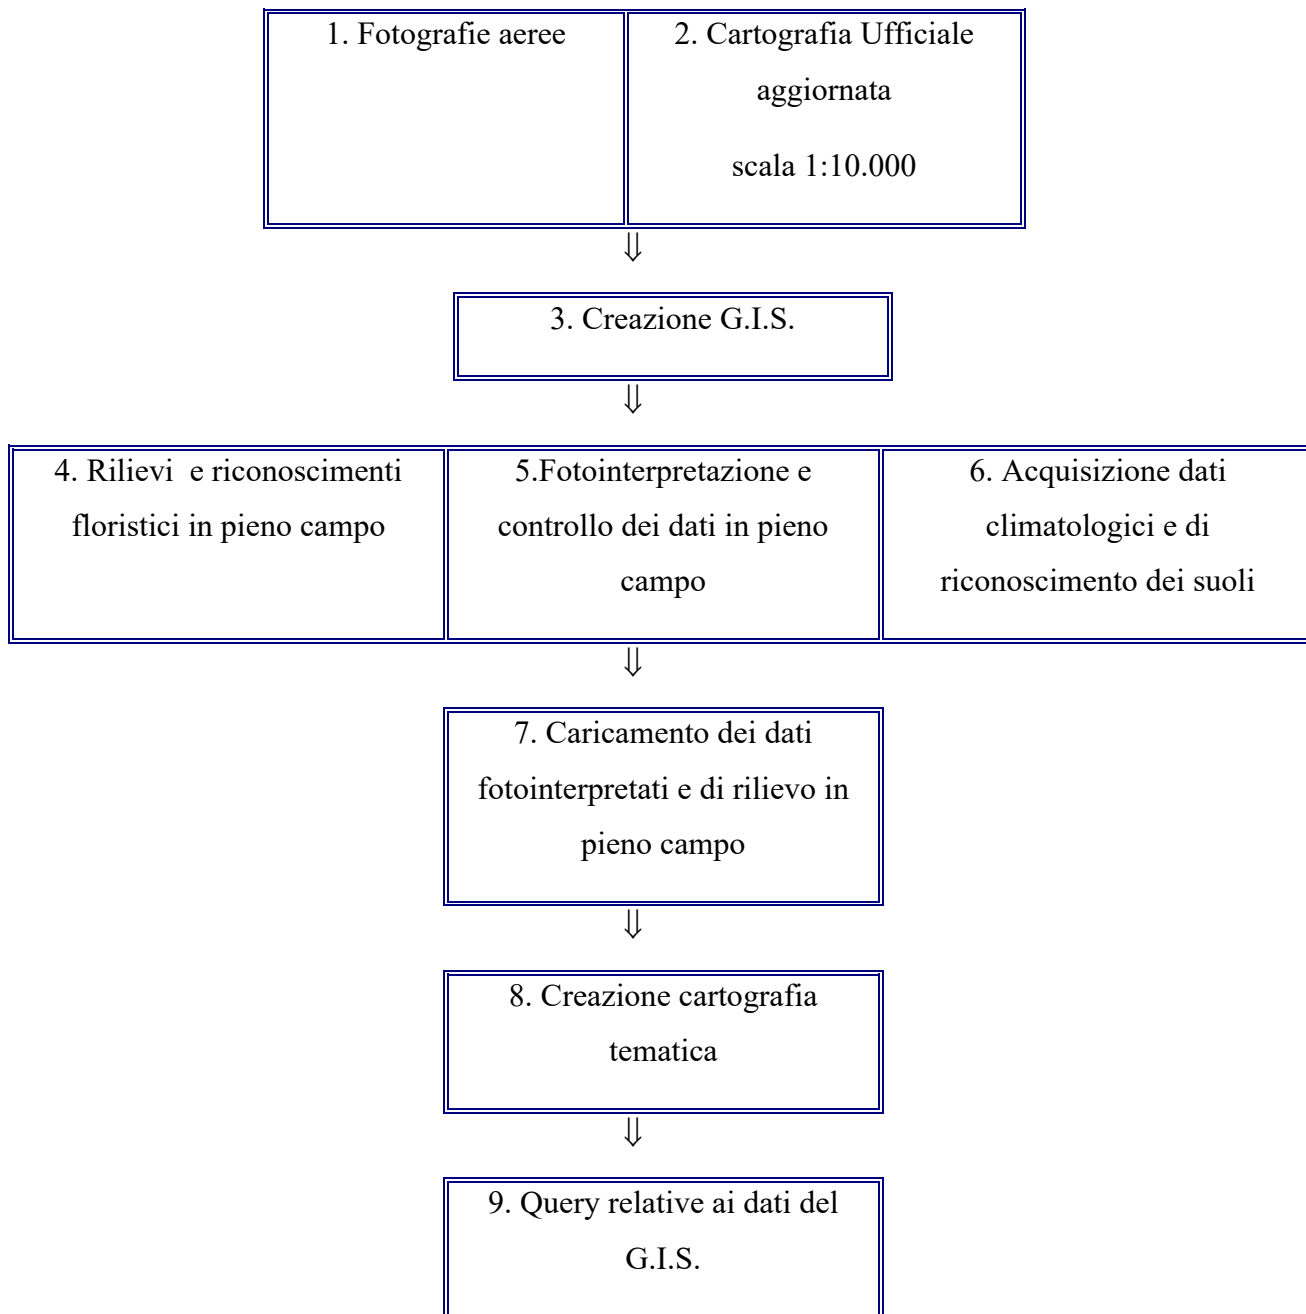 1. Fotografie aeree
2. Cartografia Ufficiale
aggiornata
scala 1:10.000
⇓
3. Creazione G.I.S.
⇓
4. Rilievi  e riconoscimenti
floristici in pieno campo
5.Fotointerpretazione e
controllo dei dati in pieno
campo
6. Acquisizione dati
climatologici e di
riconoscimento dei suoli
⇓
7. Caricamento dei dati
fotointerpretati e di rilievo in
pieno campo
⇓
8. Creazione cartografia
tematica
⇓
9. Query relative ai dati del
G.I.S.